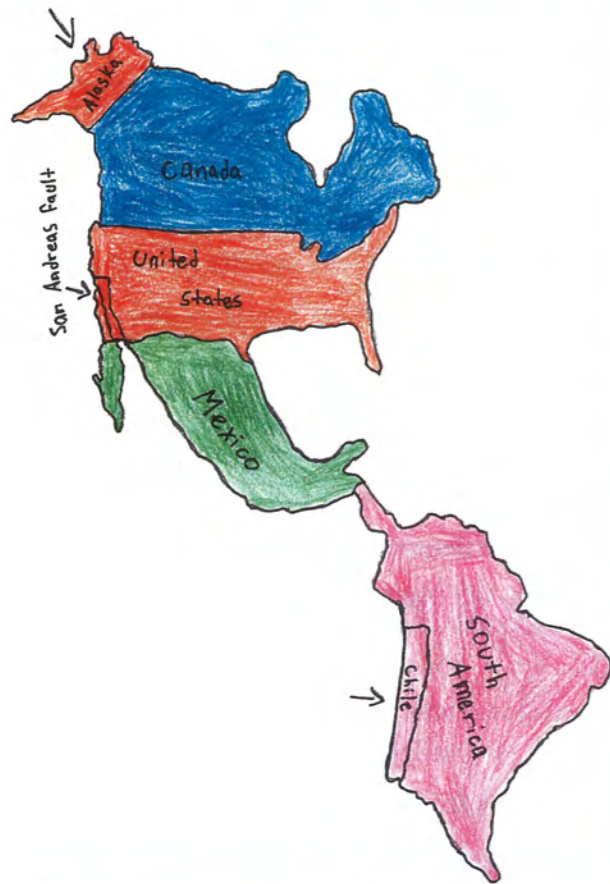 Alaska
Canada
San Andreas Fault
United
States
Mexico
South
America
Chile